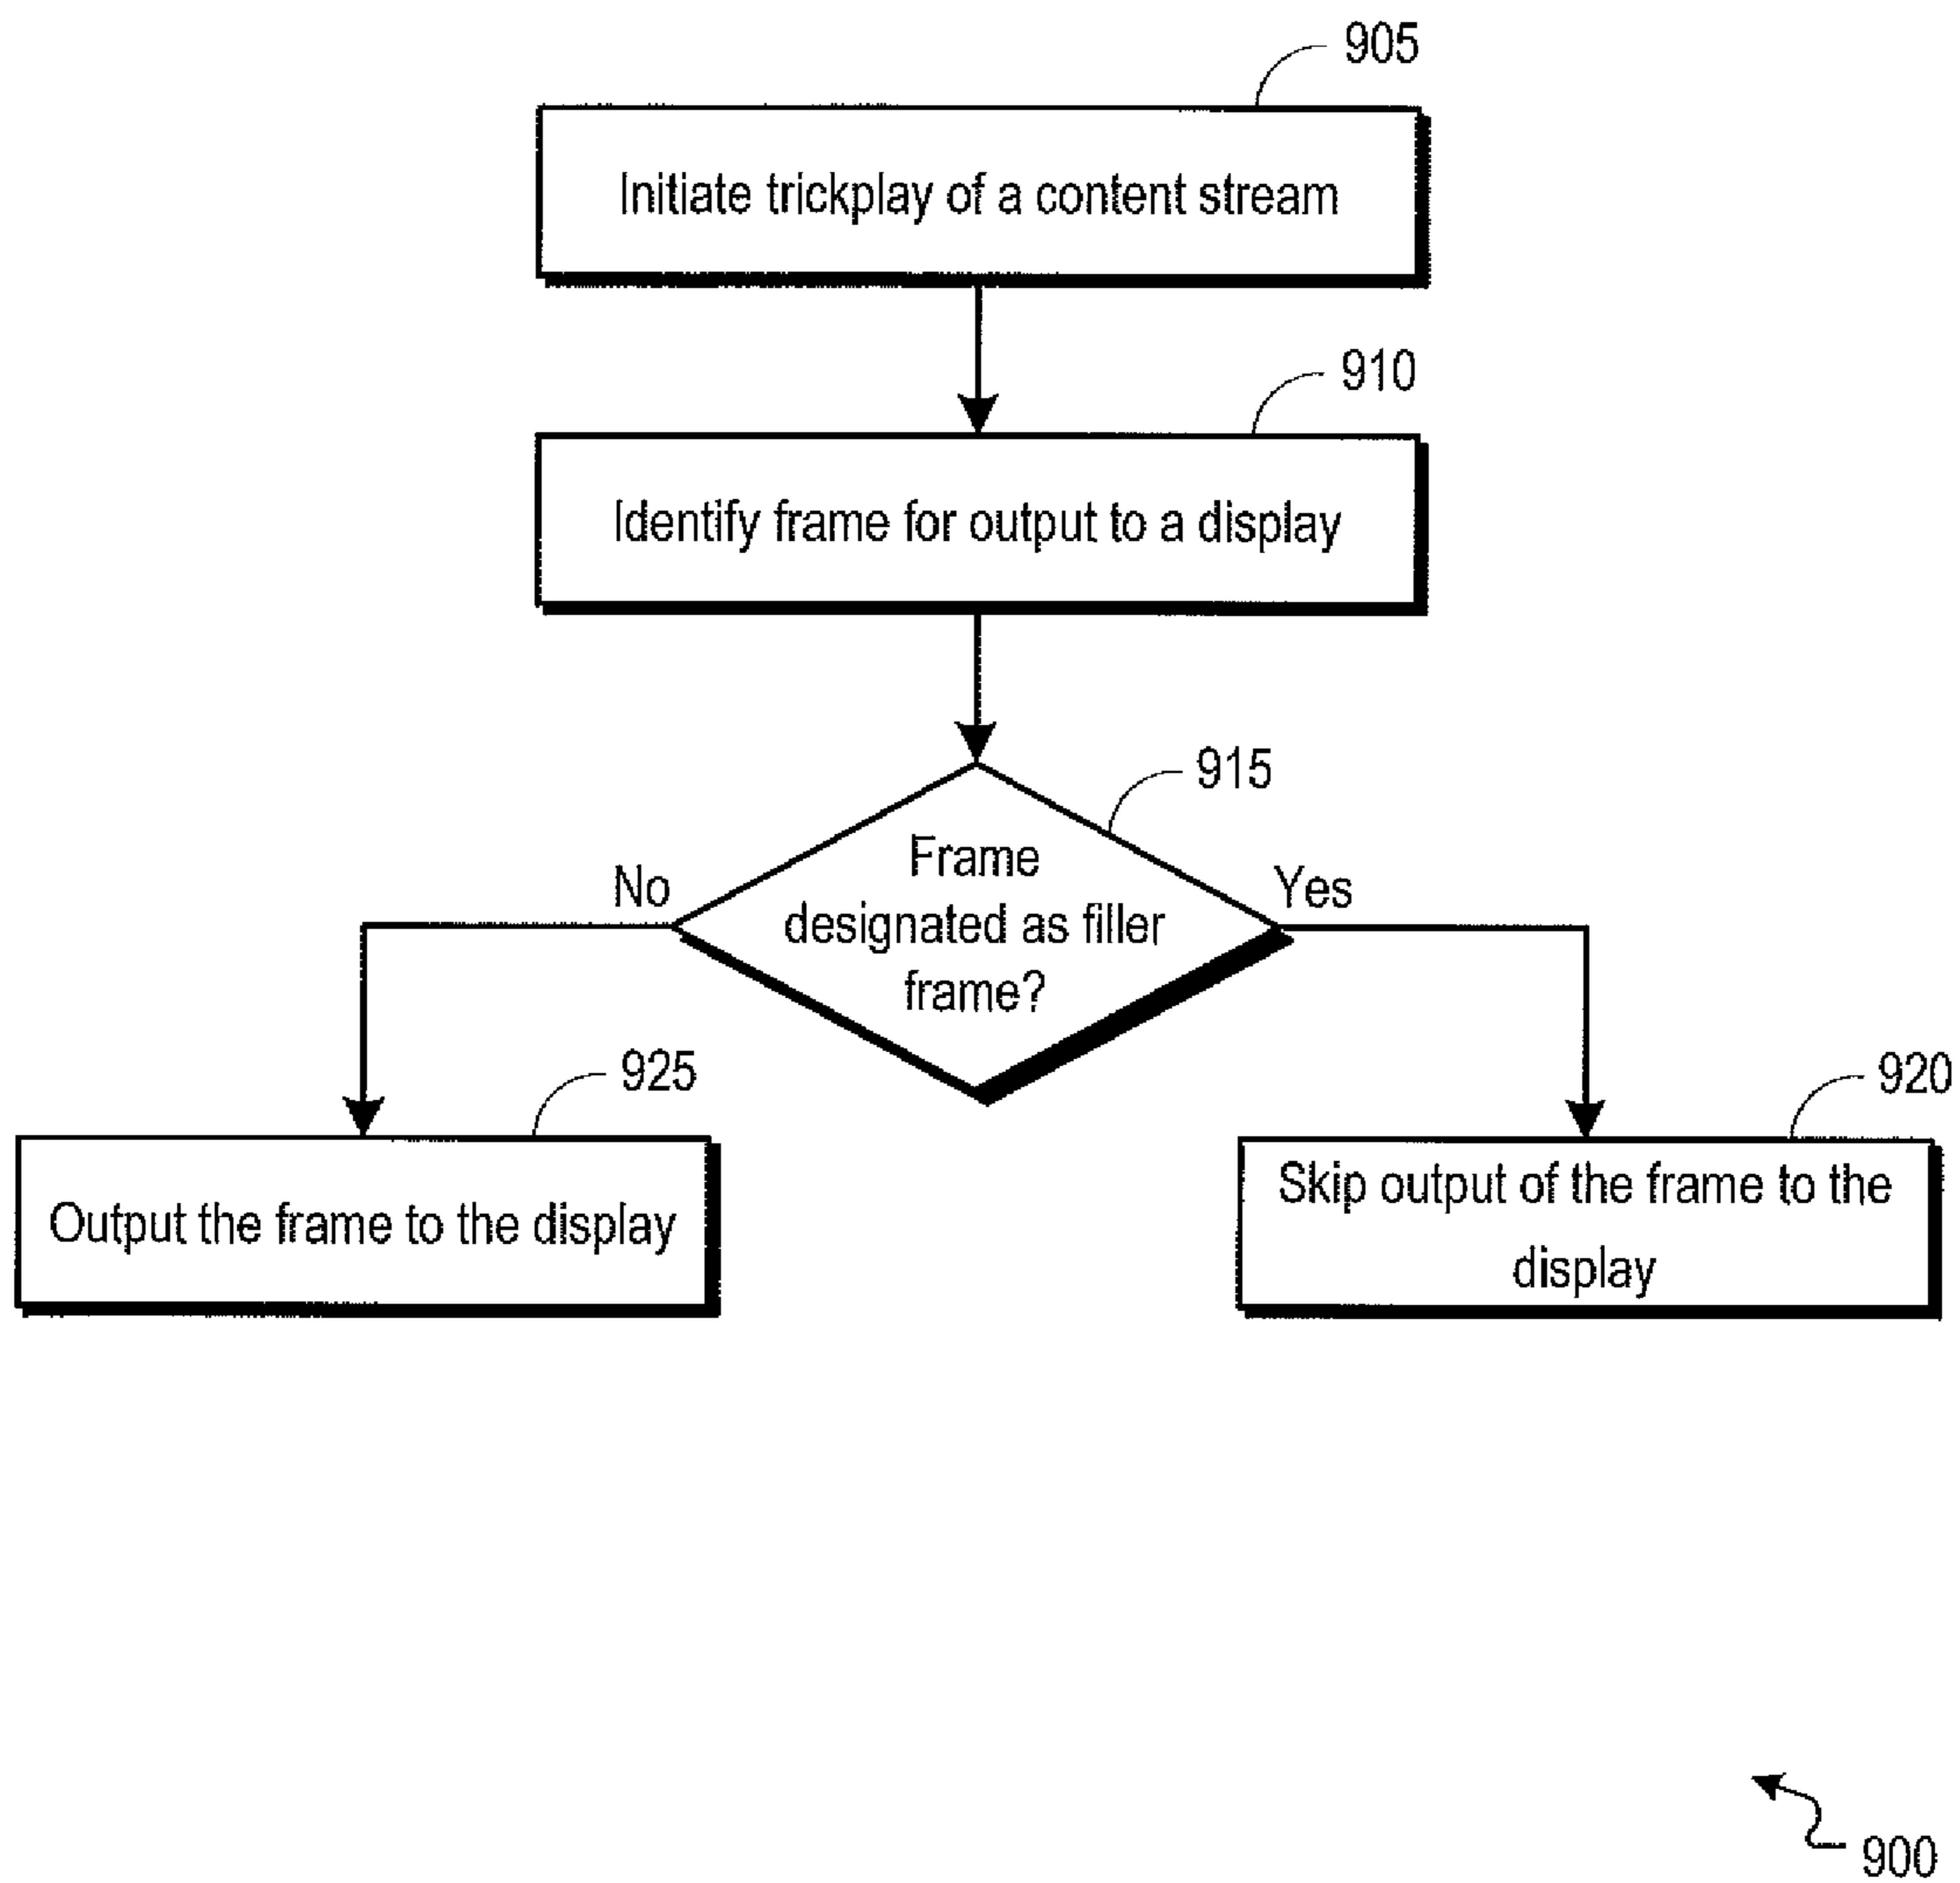 905
Initiate trickplay of a content stream
910
Identify frame for output to a display
915
Frame
designated as filler
frame?
No
Yes
925
Output the frame to the display
920
Skip output of the frame to the
display
900